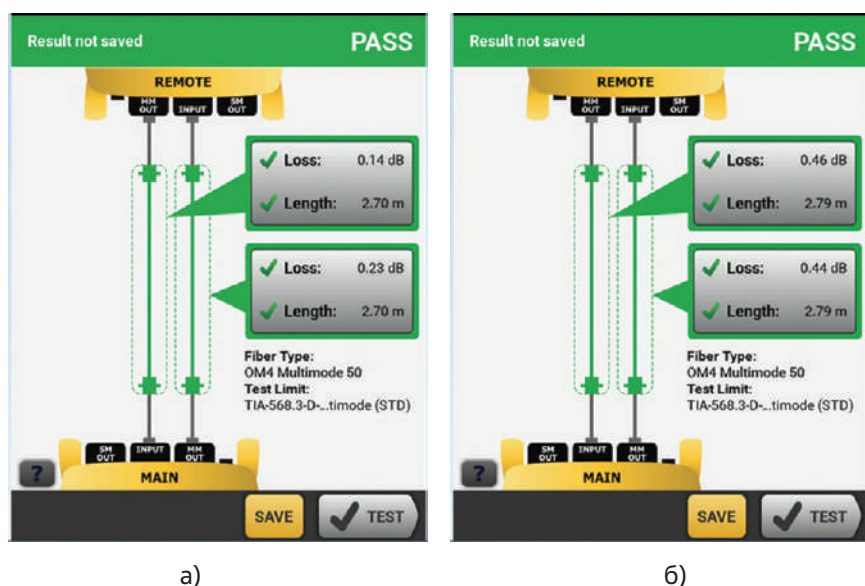 Result not saved PASS
REMOTE
MM OUT INPUT SM OUT
Loss: 0.14 dB
Length: 2.70 m
Loss: 0.23 dB
Length: 2.70 m
Fiber Type:
OM4 Multimode 50
Test Limit:
TIA-568.3-D-...timode (STD)
SM OUT INPUT MM OUT
MAIN
?
SAVE TEST
а)
Result not saved PASS
REMOTE
MM OUT INPUT SM OUT
Loss: 0.46 dB
Length: 2.79 m
Loss: 0.44 dB
Length: 2.79 m
Fiber Type:
OM4 Multimode 50
Test Limit:
TIA-568.3-D-...timode (STD)
SM OUT INPUT MM OUT
MAIN
?
SAVE TEST
б)